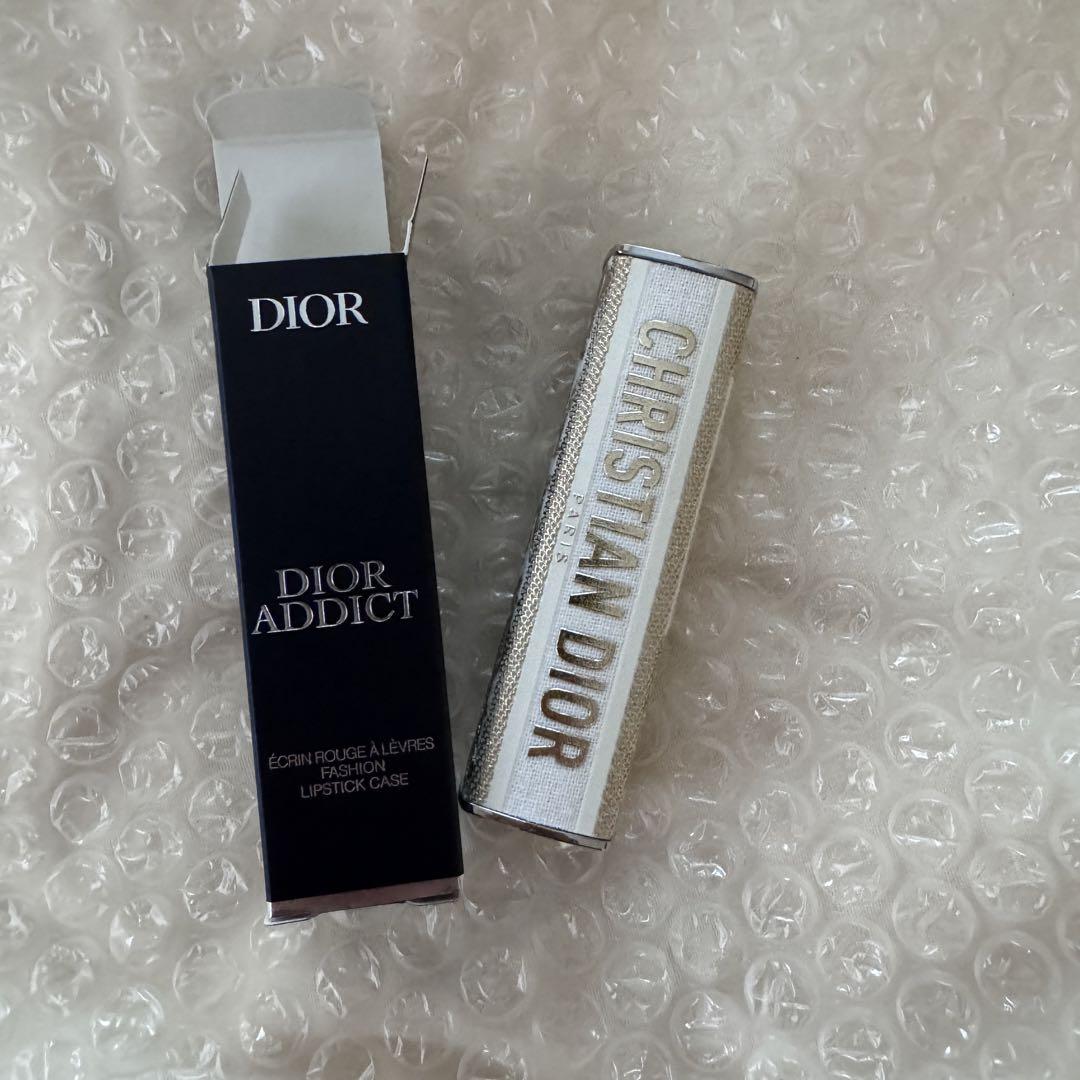 DIOR
DIOR
ADDICT
ÉCRIN ROUGE À LÈVRES
FASHION
LIPSTICK CASE
CHRISTIAN DIOR
PARIS